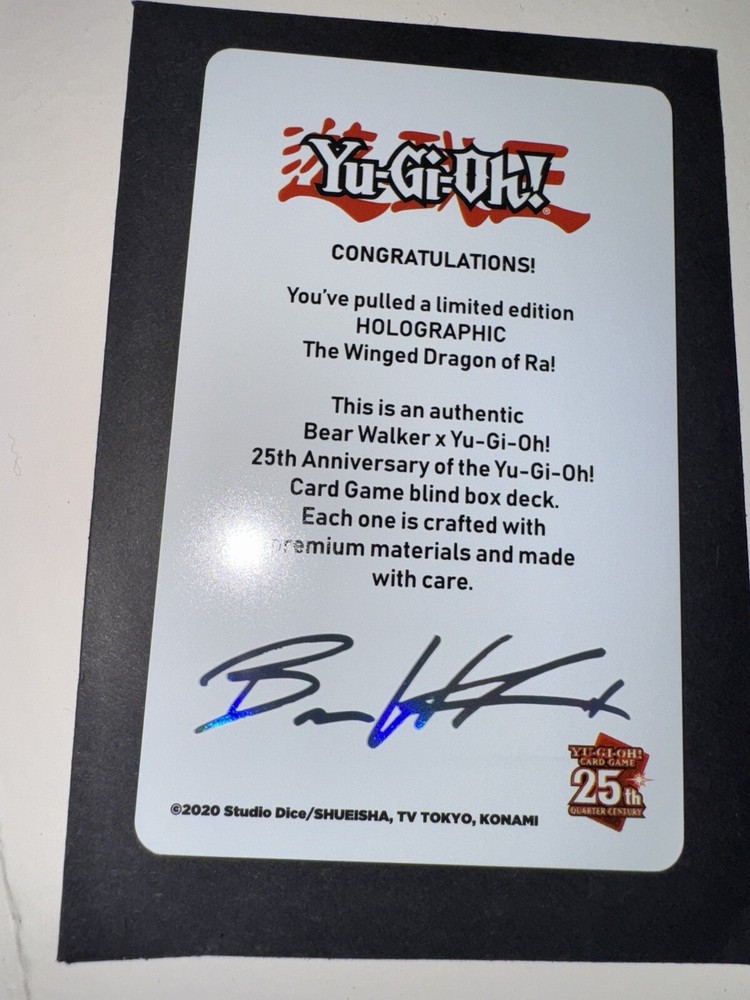 遊戯王
Yu-Gi-Oh!®
CONGRATULATIONS!
You've pulled a limited edition
HOLOGRAPHIC
The Winged Dragon of Ra!
This is an authentic
Bear Walker x Yu-Gi-Oh!
25th Anniversary of the Yu-Gi-Oh!
Card Game blind box deck.
Each one is crafted with
premium materials and made
with care.
YU-GI-OH!
CARD GAME
25th
QUARTER CENTURY
©2020 Studio Dice/SHUEISHA, TV TOKYO, KONAMI